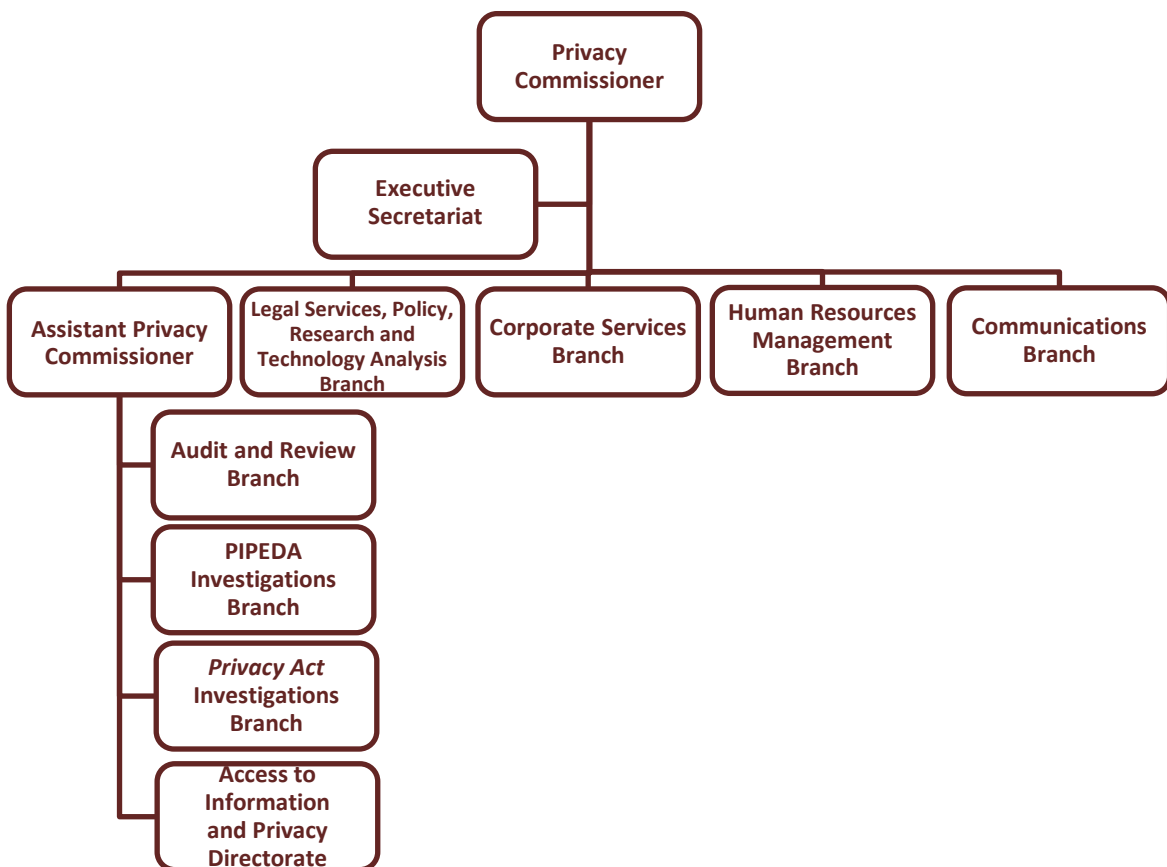 Privacy
Commissioner
Executive
Secretariat
Assistant Privacy
Commissioner
Legal Services, Policy,
Research and
Technology Analysis
Branch
Corporate Services
Branch
Human Resources
Management
Branch
Communications
Branch
Audit and Review
Branch
PIPEDA
Investigations
Branch
Privacy Act
Investigations
Branch
Access to
Information
and Privacy
Directorate